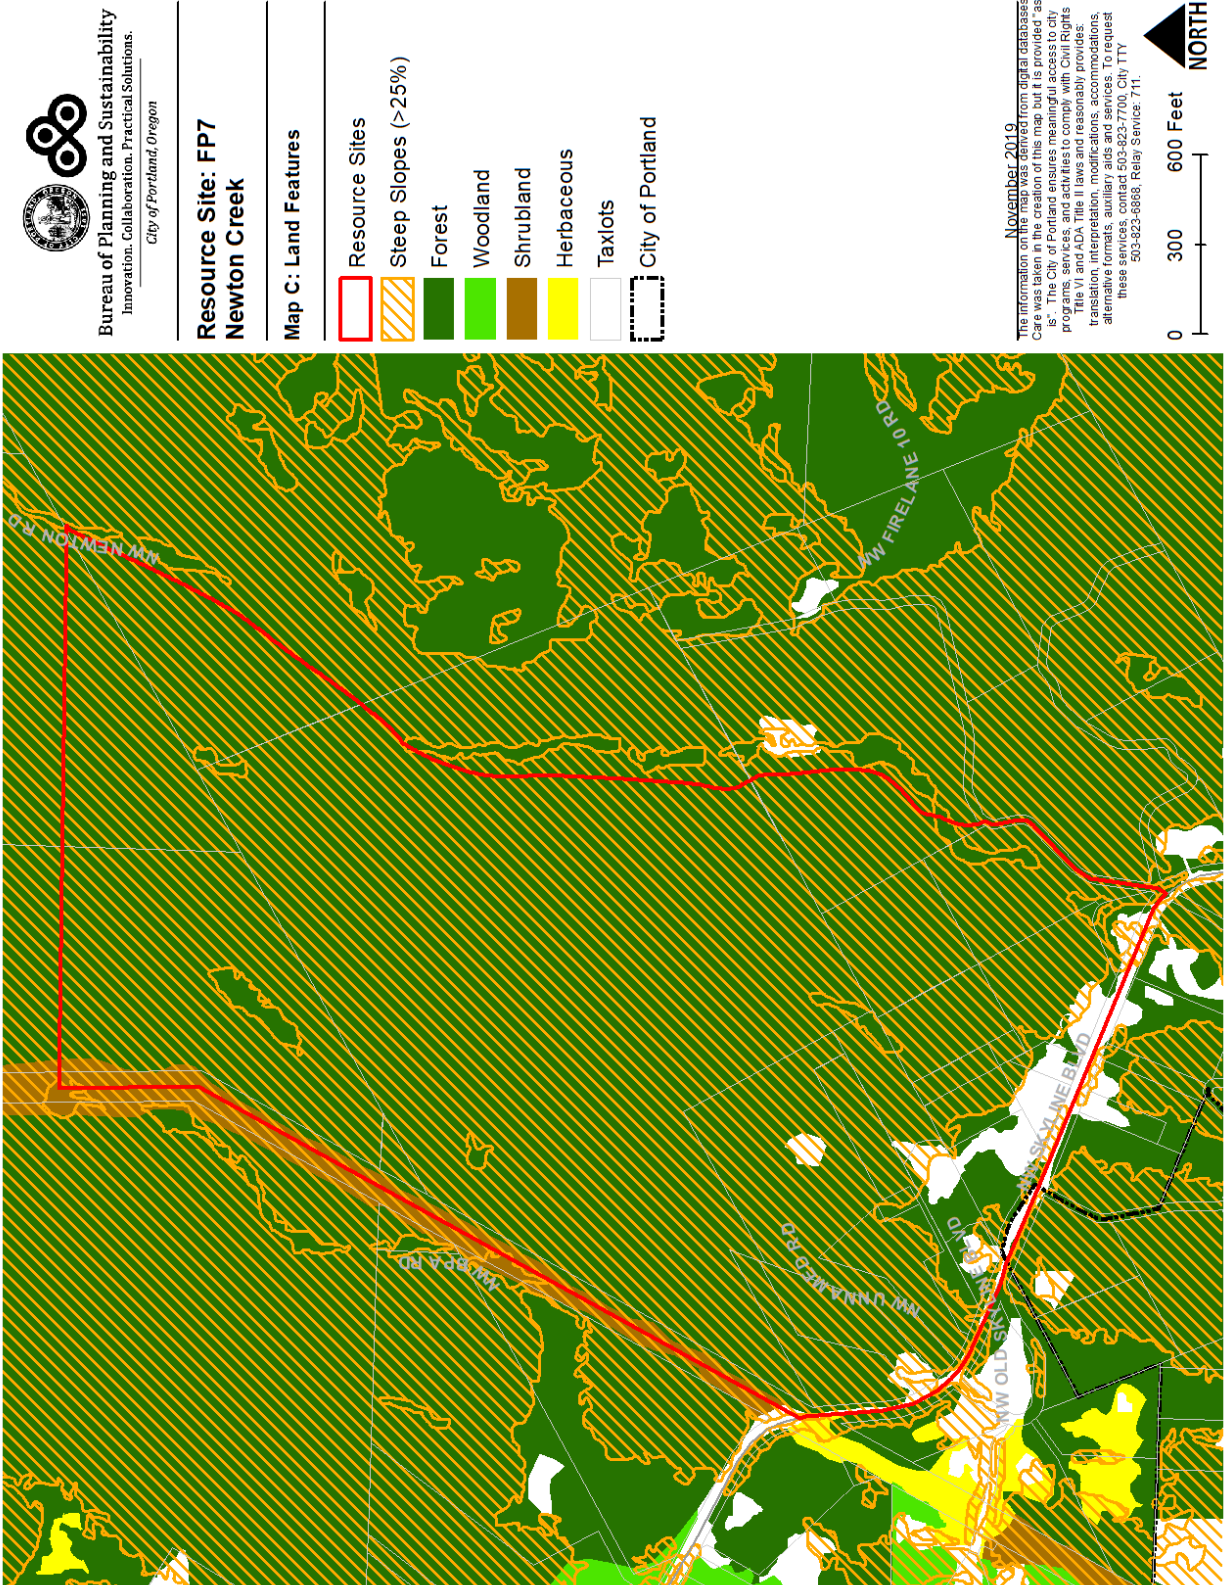 Bureau of Planning and Sustainability
Innovation. Collaboration. Practical Solutions.
City of Portland, Oregon
Resource Site: FP7
Newton Creek
Map C: Land Features
Resource Sites
Steep Slopes (>25%)
Forest
Woodland
Shrubland
Herbaceous
Taxlots
City of Portland
November 2019
The information on the map was derived from digital databases
Care was taken in the creation of this map but it is provided "as
is". The City of Portland ensures meaningful access to city
programs, services, and activities to comply with Civil Rights
Title VI and ADA Title II laws and reasonably provides:
translation, interpretation, modifications, accommodations,
alternative formats, auxiliary aids and services. To request
these services, contact 503-823-7700, City TTY
503-823-6868, Relay Service: 711.
0 300 600 Feet
NORTH
NW NEWTON RD
NW FIRELANE 10 RD
NW BPA RD
NW UNNAMED RD
NW SKYLINE BLVD
NW OLD SKYLINE BLVD